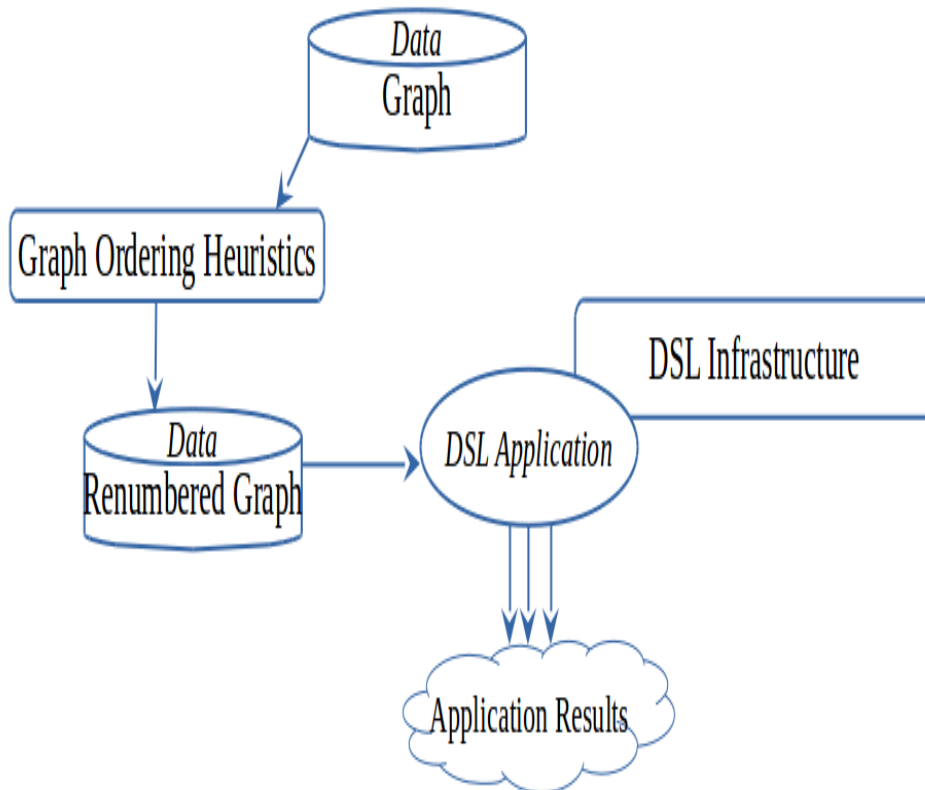 Data
Graph
Graph Ordering Heuristics
DSL Infrastructure
Data
Renumbered Graph
DSL Application
Application Results